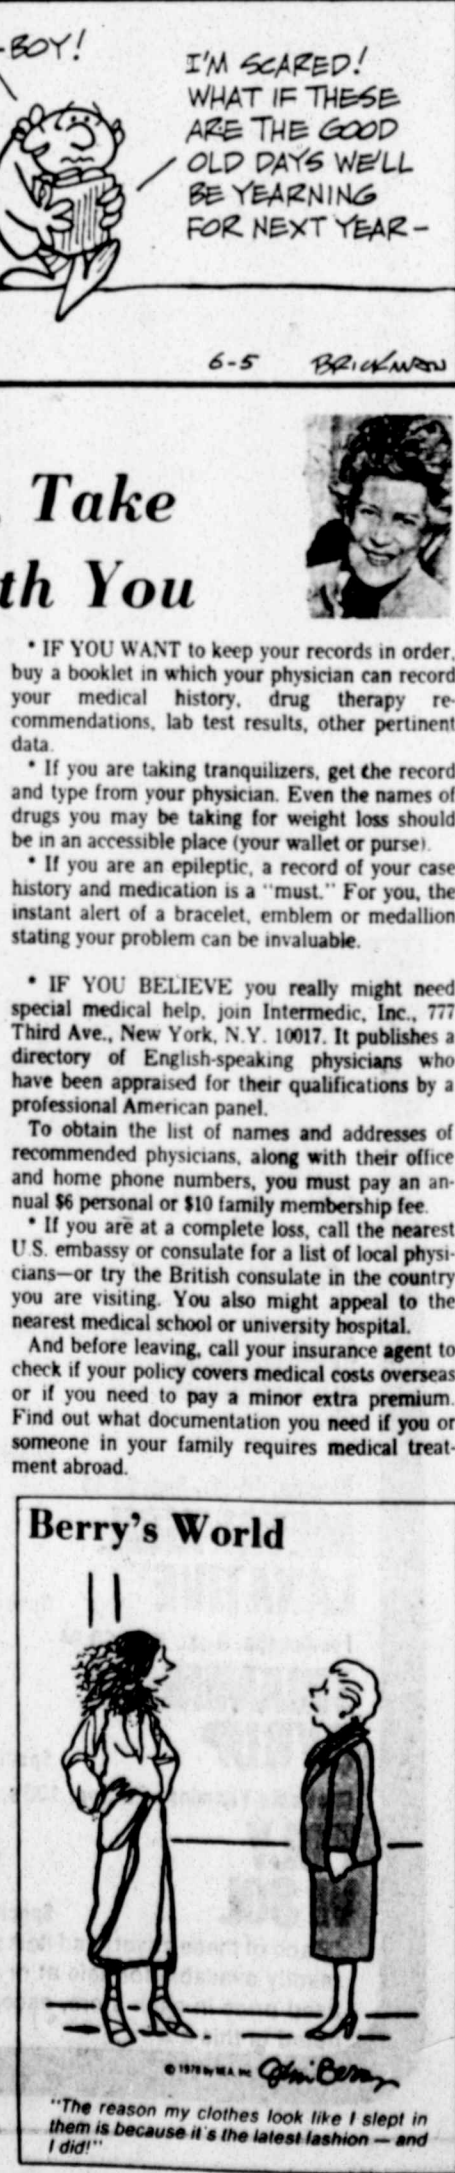 -BOY!
I'M SCARED!
WHAT IF THESE
ARE THE GOOD
OLD DAYS WE'LL
BE YEARNING
FOR NEXT YEAR-
6-5 BRICKMAN
, Take
th You
• IF YOU WANT to keep your records in order,
buy a booklet in which your physician can record
your medical history, drug therapy re-
commendations, lab test results, other pertinent
data.
• If you are taking tranquilizers, get the record
and type from your physician. Even the names of
drugs you may be taking for weight loss should
be in an accessible place (your wallet or purse).
• If you are an epileptic, a record of your case
history and medication is a "must." For you, the
instant alert of a bracelet, emblem or medallion
stating your problem can be invaluable.
• IF YOU BELIEVE you really might need
special medical help, join Intermedic, Inc., 777
Third Ave., New York, N.Y. 10017. It publishes a
directory of English-speaking physicians who
have been appraised for their qualifications by a
professional American panel.
To obtain the list of names and addresses of
recommended physicians, along with their office
and home phone numbers, you must pay an an-
nual $6 personal or $10 family membership fee.
• If you are at a complete loss, call the nearest
U.S. embassy or consulate for a list of local physi-
cians—or try the British consulate in the country
you are visiting. You also might appeal to the
nearest medical school or university hospital.
And before leaving, call your insurance agent to
check if your policy covers medical costs overseas
or if you need to pay a minor extra premium.
Find out what documentation you need if you or
someone in your family requires medical treat-
ment abroad.
Berry's World
© 1978 by NEA, Inc. Jim Berry
"The reason my clothes look like I slept in
them is because it's the latest fashion — and
I did!"